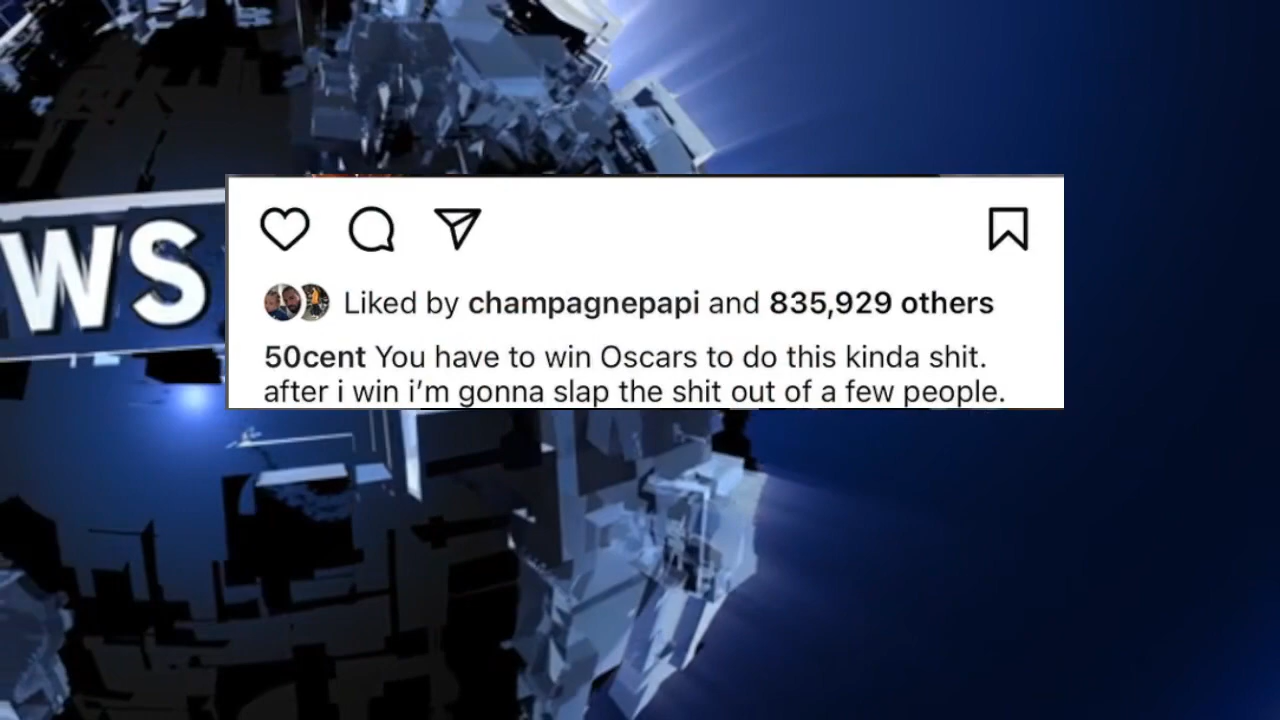 WS
Liked by champagnepapi and 835,929 others
50cent You have to win Oscars to do this kinda shit.
after i win i’m gonna slap the shit out of a few people.